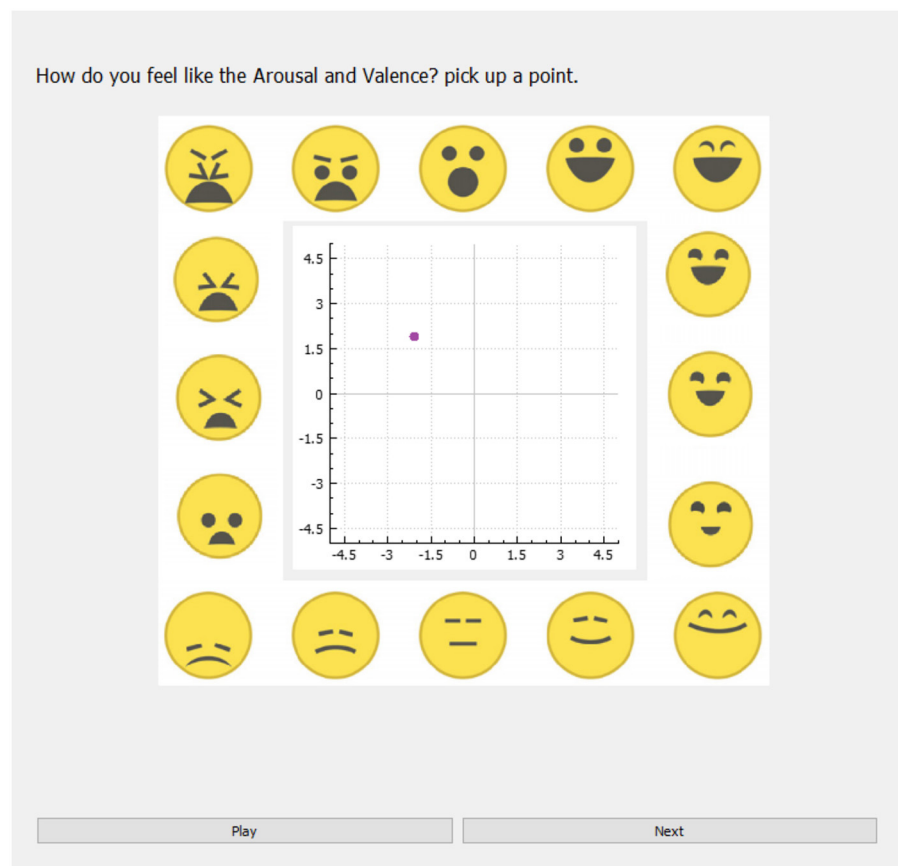 How do you feel like the Arousal and Valence? pick up a point.
4.5
3
1.5
0
-1.5
-3
-4.5
-4.5 -3 -1.5 0 1.5 3 4.5
Play Next